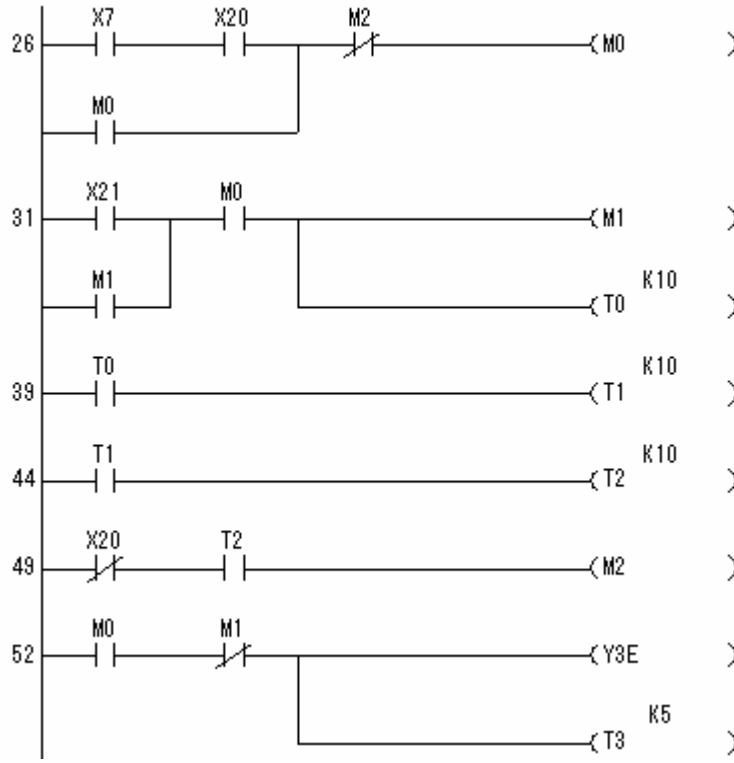 X7 X20 M2
26 M0
M0
X21 M0
31 M1
M1 K10
T0
T0 K10
39 T1
T1 K10
44 T2
X20 T2
49 M2
M0 M1
52 Y3E
K5
T3